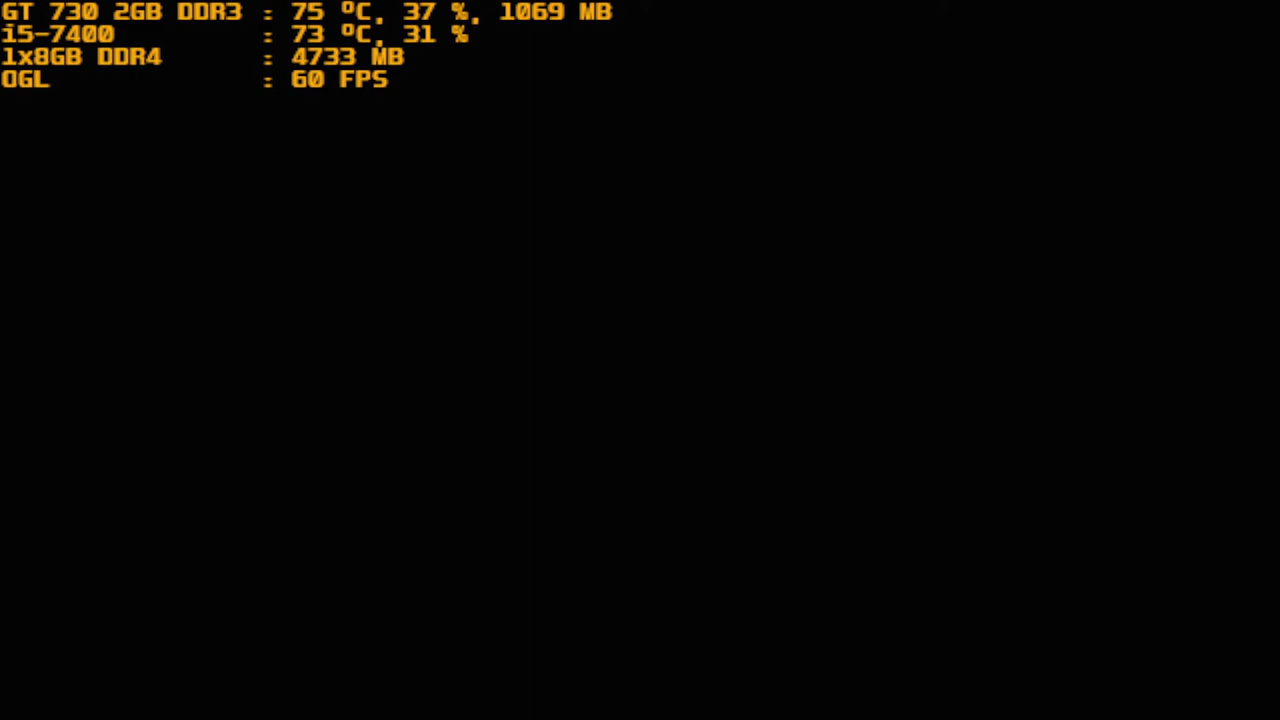 GT 730 2GB DDR3 : 75 ºC, 37 %, 1069 MB
i5-7400 : 73 ºC, 31 %
1x8GB DDR4 : 4733 MB
OGL : 60 FPS